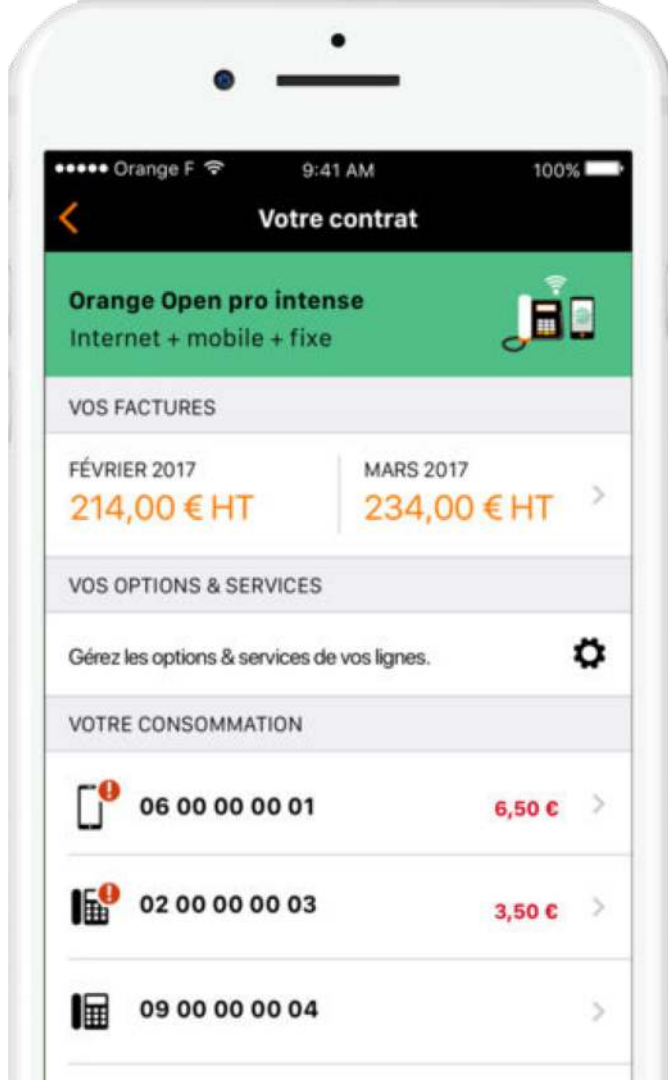 ●●●●● Orange F 9:41 AM 100%
Votre contrat
Orange Open pro intense
Internet + mobile + fixe
VOS FACTURES
FÉVRIER 2017 MARS 2017
214,00 € HT 234,00 € HT
VOS OPTIONS & SERVICES
Gérez les options & services de vos lignes.
VOTRE CONSOMMATION
06 00 00 00 01 6,50 €
02 00 00 00 03 3,50 €
09 00 00 00 04